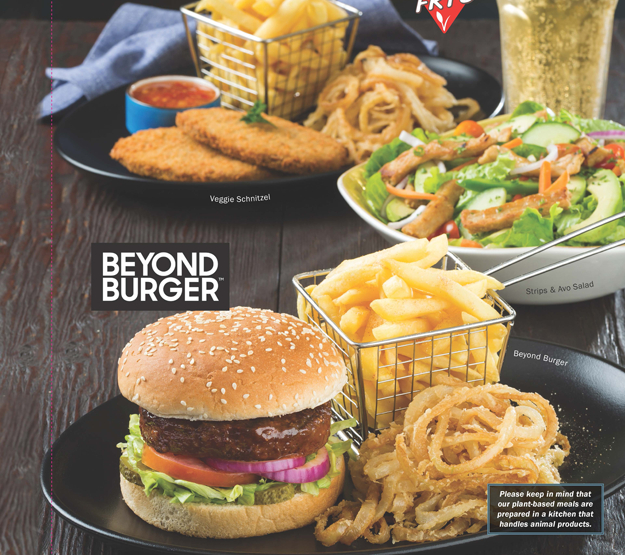 FRY'S
Veggie Schnitzel
BEYOND
BURGER™
Strips & Avo Salad
Beyond Burger
Please keep in mind that
our plant-based meals are
prepared in a kitchen that
handles animal products.